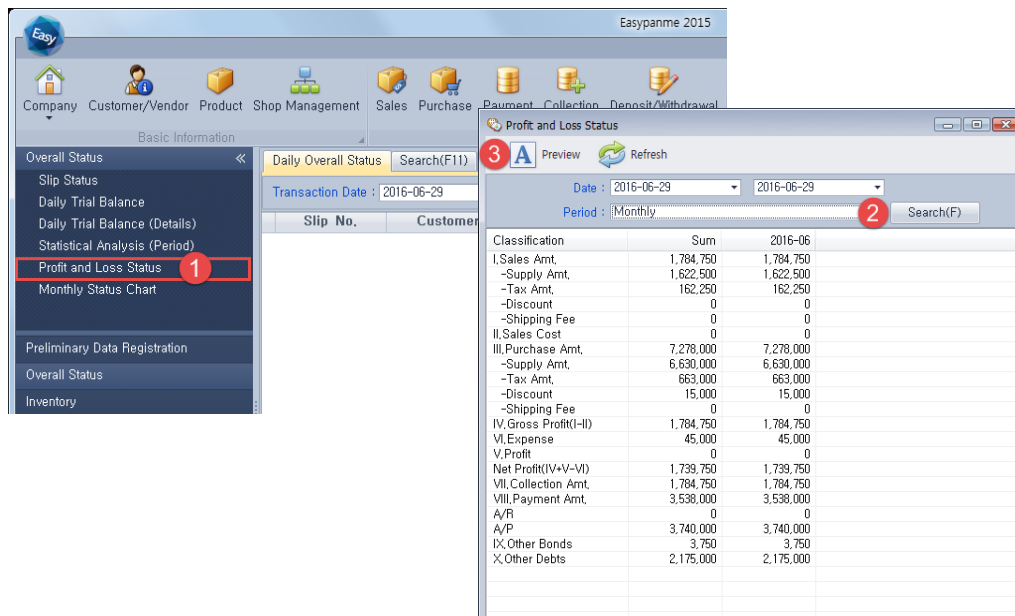 Easy
Easypanme 2015
Company Customer/Vendor Product Shop Management Sales Purchase Payment Collection Deposit/Withdrawal
Basic Information
Overall Status
Slip Status
Daily Trial Balance
Daily Trial Balance (Details)
Statistical Analysis (Period)
Profit and Loss Status 1
Monthly Status Chart
Preliminary Data Registration
Overall Status
Inventory
Daily Overall Status Search(F11)
Transaction Date : 2016-06-29
Slip No. Customer
Profit and Loss Status
3 A Preview Refresh
Date : 2016-06-29 2016-06-29
Period : Monthly 2 Search(F)
Classification Sum 2016-06
I.Sales Amt. 1,784,750 1,784,750
-Supply Amt. 1,622,500 1,622,500
-Tax Amt. 162,250 162,250
-Discount 0 0
-Shipping Fee 0 0
II.Sales Cost 0 0
III.Purchase Amt. 7,278,000 7,278,000
-Supply Amt. 6,630,000 6,630,000
-Tax Amt. 663,000 663,000
-Discount 15,000 15,000
-Shipping Fee 0 0
IV.Gross Profit(I-II) 1,784,750 1,784,750
VI.Expense 45,000 45,000
V.Profit 0 0
Net Profit(IV+V-VI) 1,739,750 1,739,750
VII.Collection Amt. 1,784,750 1,784,750
VIII.Payment Amt. 3,538,000 3,538,000
A/R 0 0
A/P 3,740,000 3,740,000
IX.Other Bonds 3,750 3,750
X.Other Debts 2,175,000 2,175,000